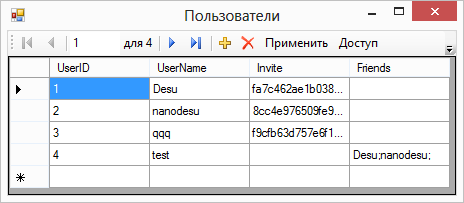 Пользователи
1 для 4 Применить Доступ
UserID UserName Invite Friends
1 Desu fa7c462ae1b038...
2 nanodesu 8cc4e976509fe9...
3 qqq f9cfb63d757e6f1...
4 test Desu;nanodesu;